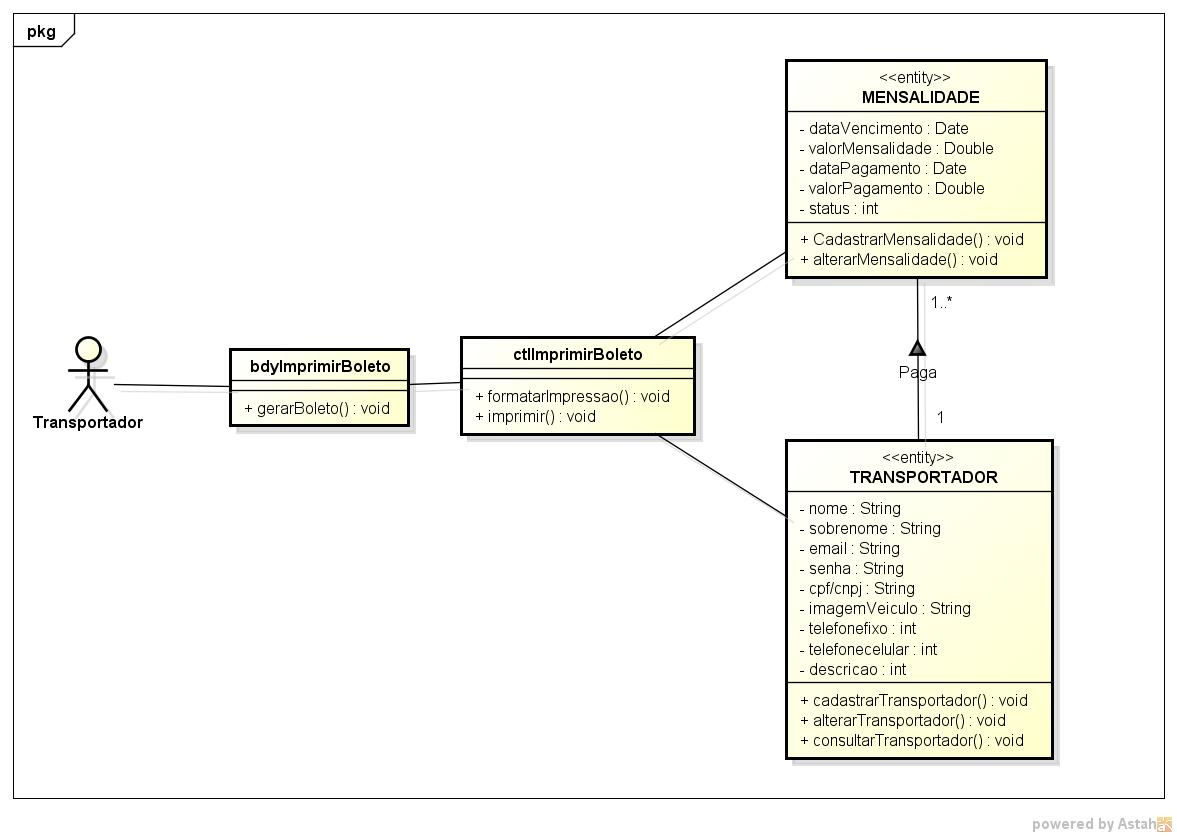 pkg
<<entity>>
MENSALIDADE
- dataVencimento : Date
- valorMensalidade : Double
- dataPagamento : Date
- valorPagamento : Double
- status : int
+ CadastrarMensalidade() : void
+ alterarMensalidade() : void
1..*
Paga
1
Transportador
bdyImprimirBoleto
+ gerarBoleto() : void
ctlImprimirBoleto
+ formatarImpressao() : void
+ imprimir() : void
<<entity>>
TRANSPORTADOR
- nome : String
- sobrenome : String
- email : String
- senha : String
- cpf/cnpj : String
- imagemVeiculo : String
- telefonefixo : int
- telefonecelular : int
- descricao : int
+ cadastrarTransportador() : void
+ alterarTransportador() : void
+ consultarTransportador() : void
powered by Astah